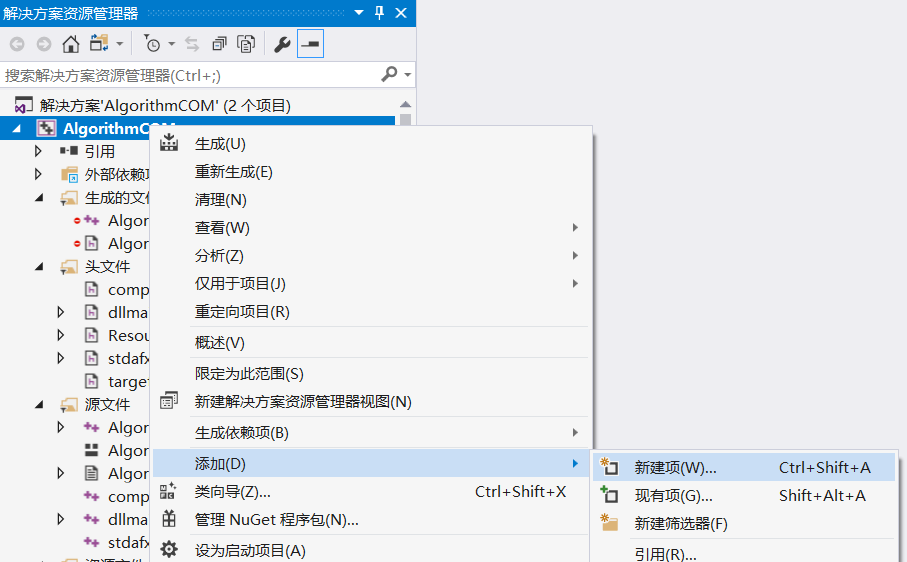 解决方案资源管理器
搜索解决方案资源管理器(Ctrl+;)
解决方案'AlgorithmCOM' (2 个项目)
AlgorithmCOM
引用
外部依赖项
生成的文件
Algor
Algor
头文件
comp
dllma
Resou
stdafx
target
源文件
Algor
Algor
Algor
comp
dllma
stdafx
生成(U)
重新生成(E)
清理(N)
查看(W)
分析(Z)
仅用于项目(J)
重定向项目(R)
概述(V)
限定为此范围(S)
新建解决方案资源管理器视图(N)
生成依赖项(B)
添加(D)
类向导(Z)... Ctrl+Shift+X
管理 NuGet 程序包(N)...
设为启动项目(A)
新建项(W)... Ctrl+Shift+A
现有项(G)... Shift+Alt+A
新建筛选器(F)
引用(R)...